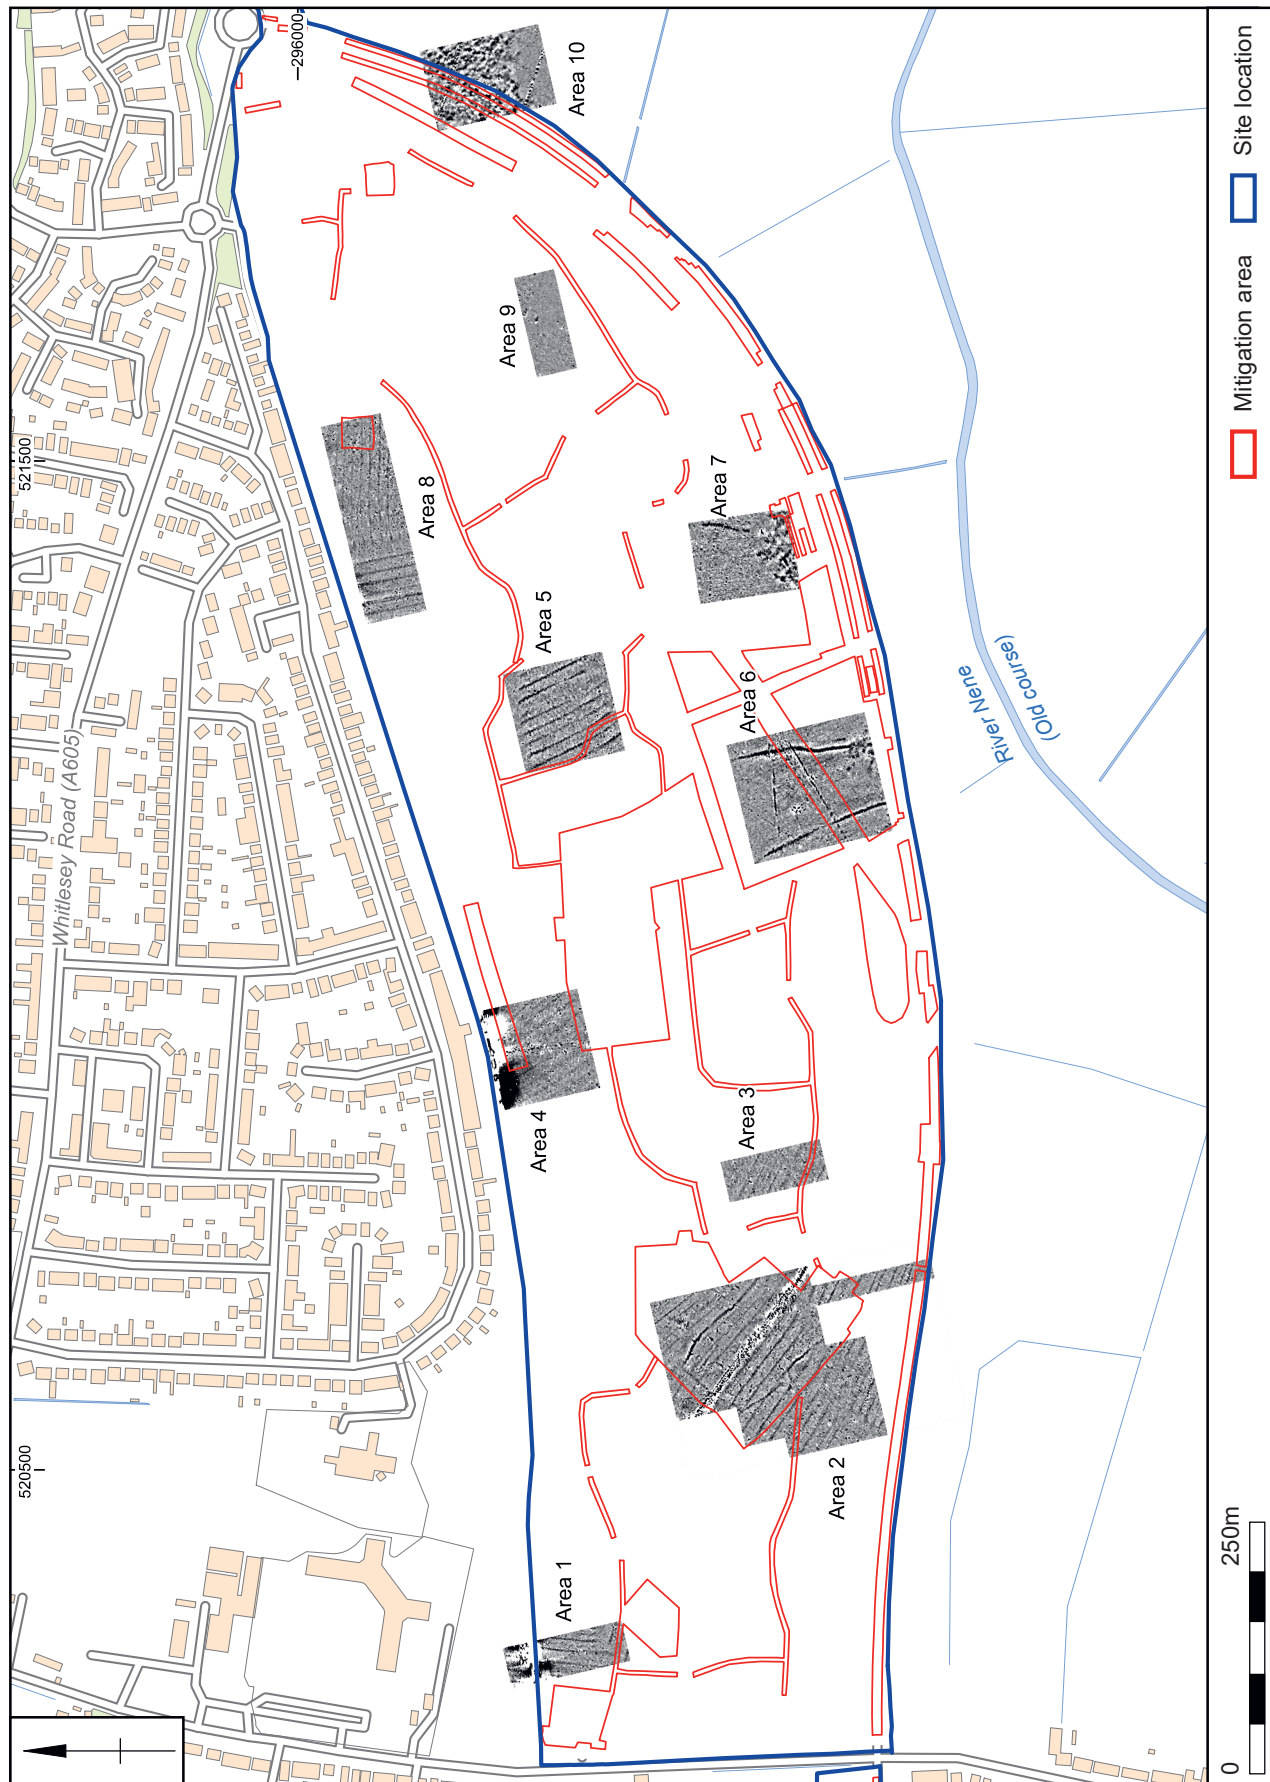 296000
521500
520500
Whitlesey Road (A605)
Area 10
Area 9
Area 8
Area 7
Area 5
Area 6
Area 4
Area 3
Area 2
Area 1
River Nene
(Old course)
Site location
Mitigation area
0
250m